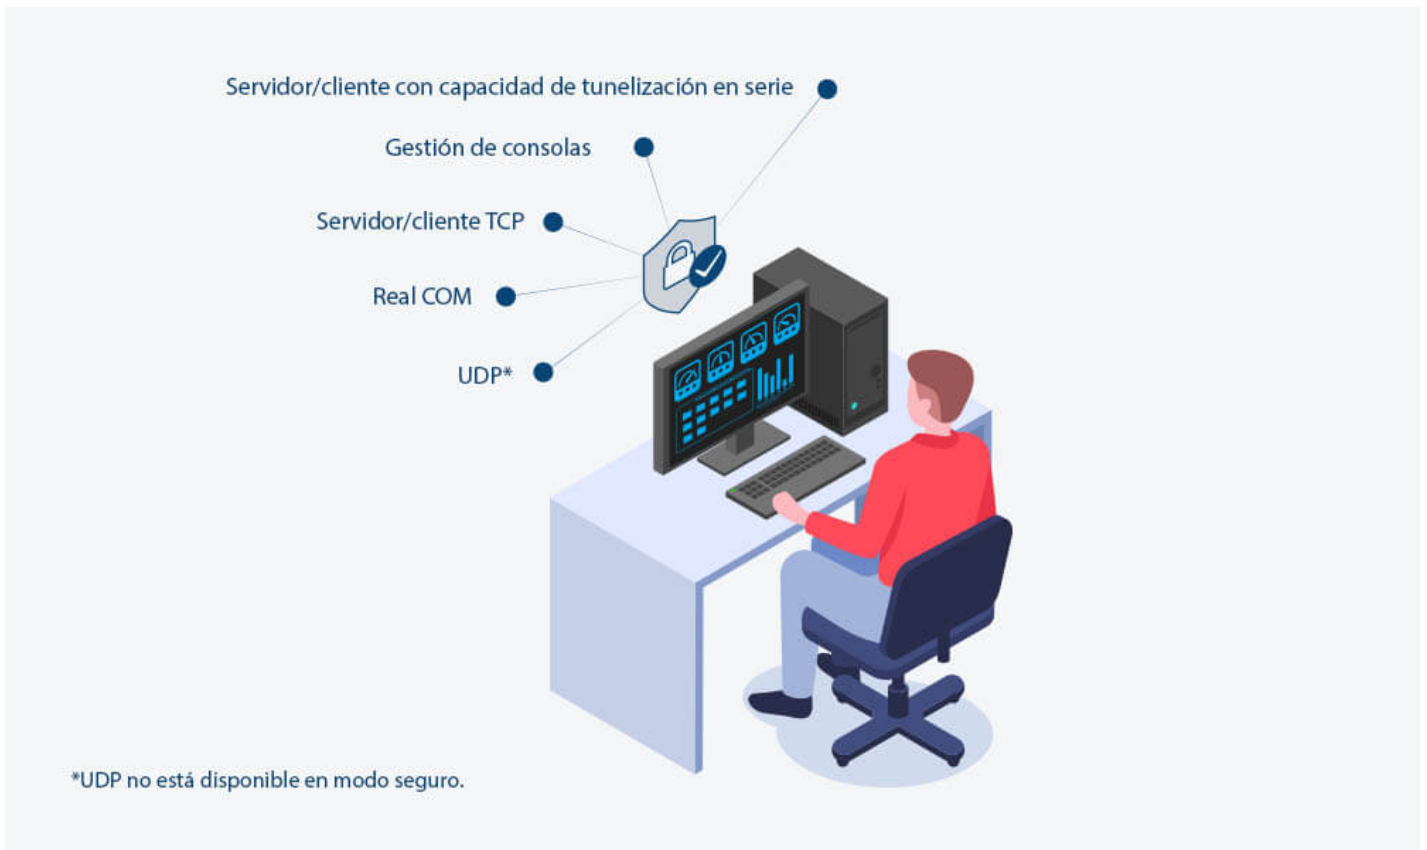 Servidor/cliente con capacidad de tunelización en serie
Gestión de consolas
Servidor/cliente TCP
Real COM
UDP*
*UDP no está disponible en modo seguro.